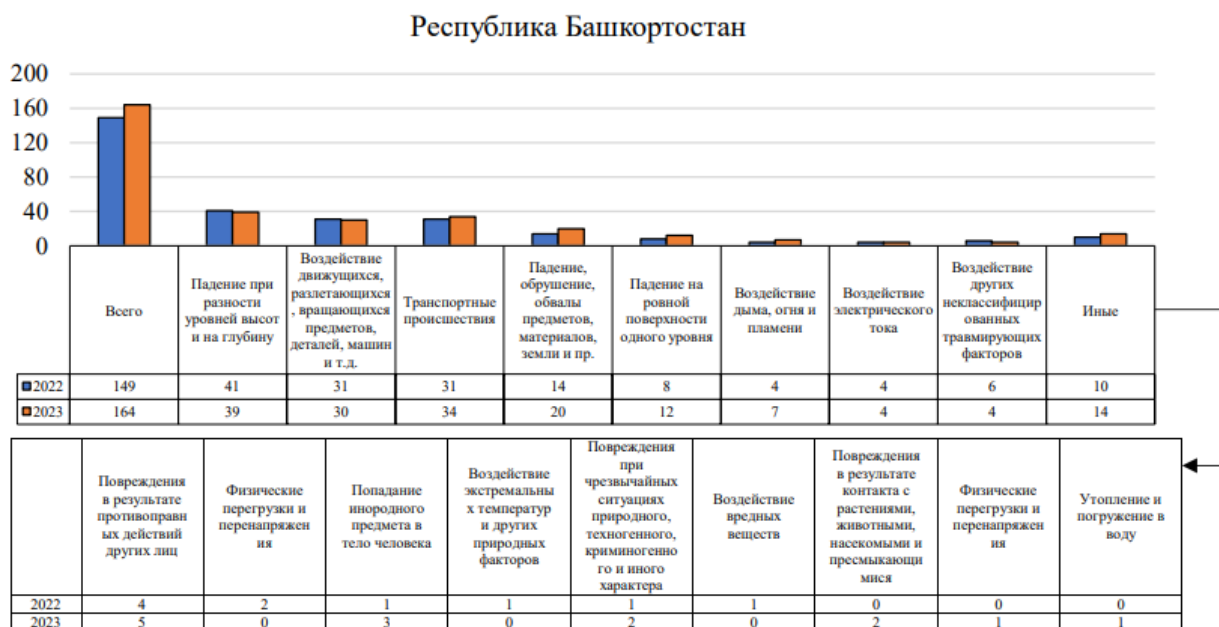 Республика Башкортостан
200
160
120
80
40
0
Всего
Падение при
разности
уровней высот
и на глубину
Воздействие
движущихся,
разлетающихся
, вращающихся
предметов,
деталей, машин
и т.д.
Транспортные
происшествия
Падение,
обрушение,
обвалы
предметов,
материалов,
земли и пр.
Падение на
ровной
поверхности
одного уровня
Воздействие
дыма, огня и
пламени
Воздействие
электрического
тока
Воздействие
других
неклассифицир
ованных
травмирующих
факторов
Иные
2022 149 41 31 31 14 8 4 4 6 10
2023 164 39 30 34 20 12 7 4 4 14
Повреждения
в результате
противоправн
ых действий
других лиц
Физические
перегрузки и
перенапряжен
ия
Попадание
инородного
предмета в
тело человека
Воздействие
экстремальны
х температур
и других
природных
факторов
Повреждения
при
чрезвычайных
ситуациях
природного,
техногенного,
криминогенно
го и иного
характера
Воздействие
вредных
веществ
Повреждения
в результате
контакта с
растениями,
животными,
насекомыми и
пресмыкающи
мися
Физические
перегрузки и
перенапряжен
ия
Утопление и
погружение в
воду
2022 4 2 1 1 1 1 0 0 0
2023 5 0 3 0 2 0 2 1 1